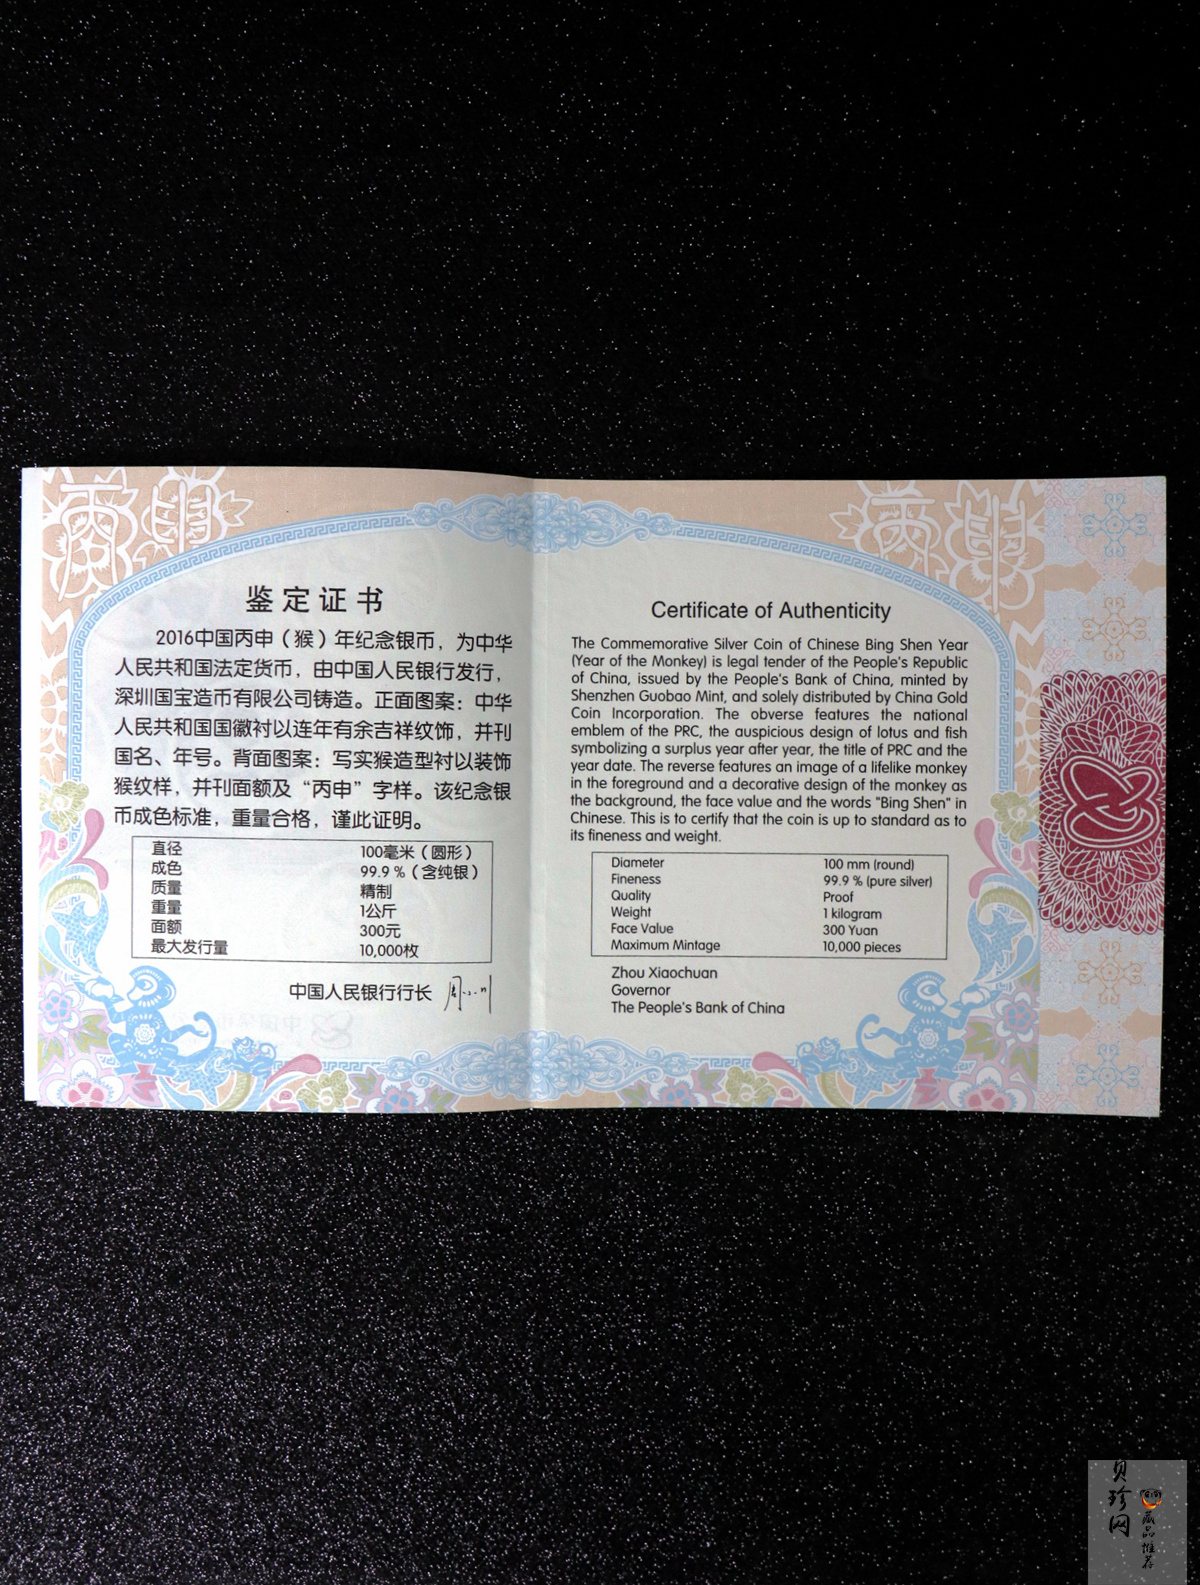 鉴定证书
2016中国丙申（猴）年纪念银币，为中华
人民共和国法定货币，由中国人民银行发行，
深圳国宝造币有限公司铸造。正面图案：中华
人民共和国国徽衬以连年有余吉祥纹饰，并刊
国名、年号。背面图案：写实猴造型衬以装饰
猴纹样，并刊面额及“丙申”字样。该纪念银
币成色标准，重量合格，谨此证明。
直径 100毫米（圆形）
成色 99.9 %（含纯银）
质量 精制
重量 1公斤
面额 300元
最大发行量 10,000枚
中国人民银行行长 周小川
Certificate of Authenticity
The Commemorative Silver Coin of Chinese Bing Shen Year
(Year of the Monkey) is legal tender of the People's Republic
of China, issued by the People's Bank of China, minted by
Shenzhen Guobao Mint, and solely distributed by China Gold
Coin Incorporation. The obverse features the national
emblem of the PRC, the auspicious design of lotus and fish
symbolizing a surplus year after year, the title of PRC and the
year date. The reverse features an image of a lifelike monkey
in the foreground and a decorative design of the monkey as
the background, the face value and the words "Bing Shen" in
Chinese. This is to certify that the coin is up to standard as to
its fineness and weight.
Diameter 100 mm (round)
Fineness 99.9 % (pure silver)
Quality Proof
Weight 1 kilogram
Face Value 300 Yuan
Maximum Mintage 10,000 pieces
Zhou Xiaochuan
Governor
The People's Bank of China
贝珍网
藏品推荐